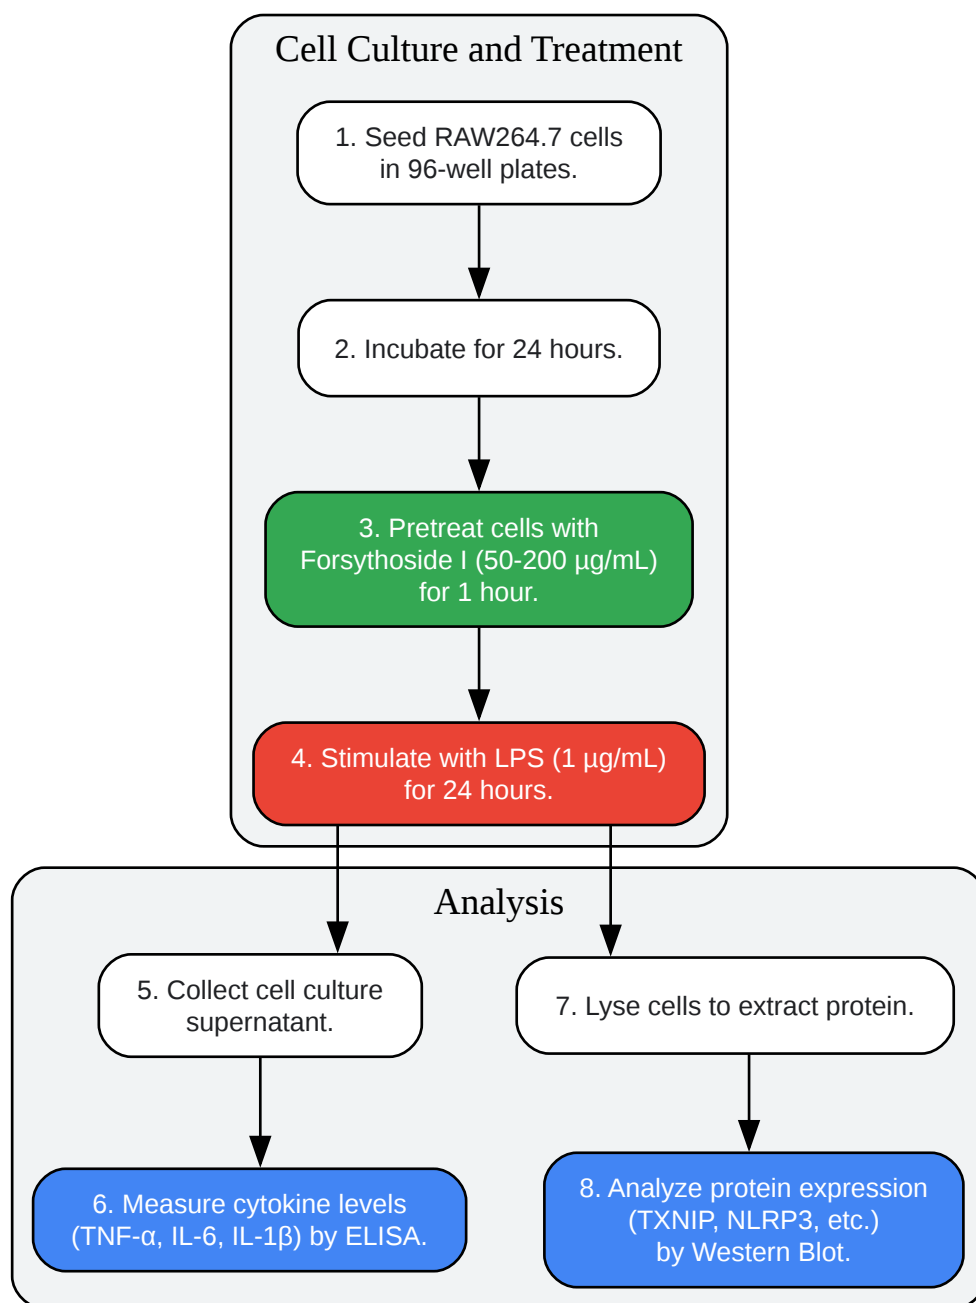 Cell Culture and Treatment
1. Seed RAW264.7 cells
in 96-well plates.
2. Incubate for 24 hours.
3. Pretreat cells with
Forsythoside I (50-200 µg/mL)
for 1 hour.
4. Stimulate with LPS (1 µg/mL)
for 24 hours.
Analysis
5. Collect cell culture
supernatant.
6. Measure cytokine levels
(TNF-α, IL-6, IL-1β) by ELISA.
7. Lyse cells to extract protein.
8. Analyze protein expression
(TXNIP, NLRP3, etc.)
by Western Blot.